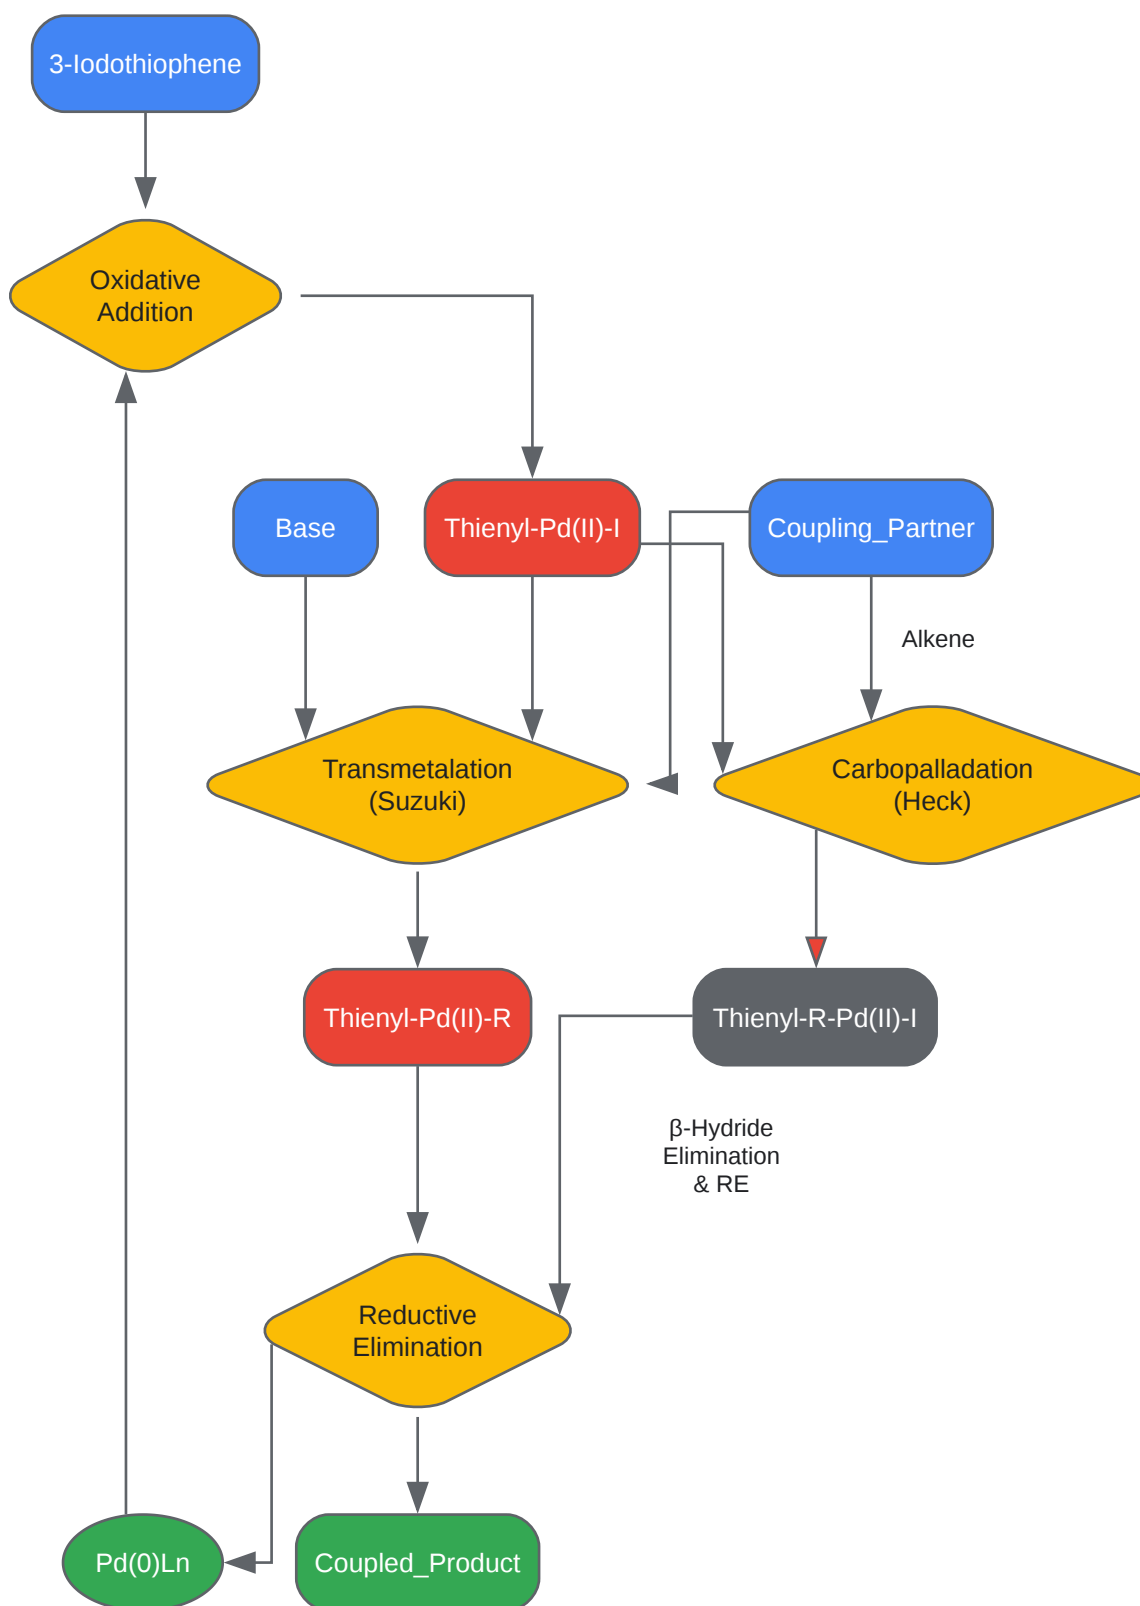 3-Iodothiophene
Oxidative
Addition
Base
Thienyl-Pd(II)-I
Coupling_Partner
Alkene
Transmetalation
(Suzuki)
Carbopalladation
(Heck)
Thienyl-Pd(II)-R
Thienyl-R-Pd(II)-I
β-Hydride
Elimination
& RE
Reductive
Elimination
Pd(0)Ln
Coupled_Product